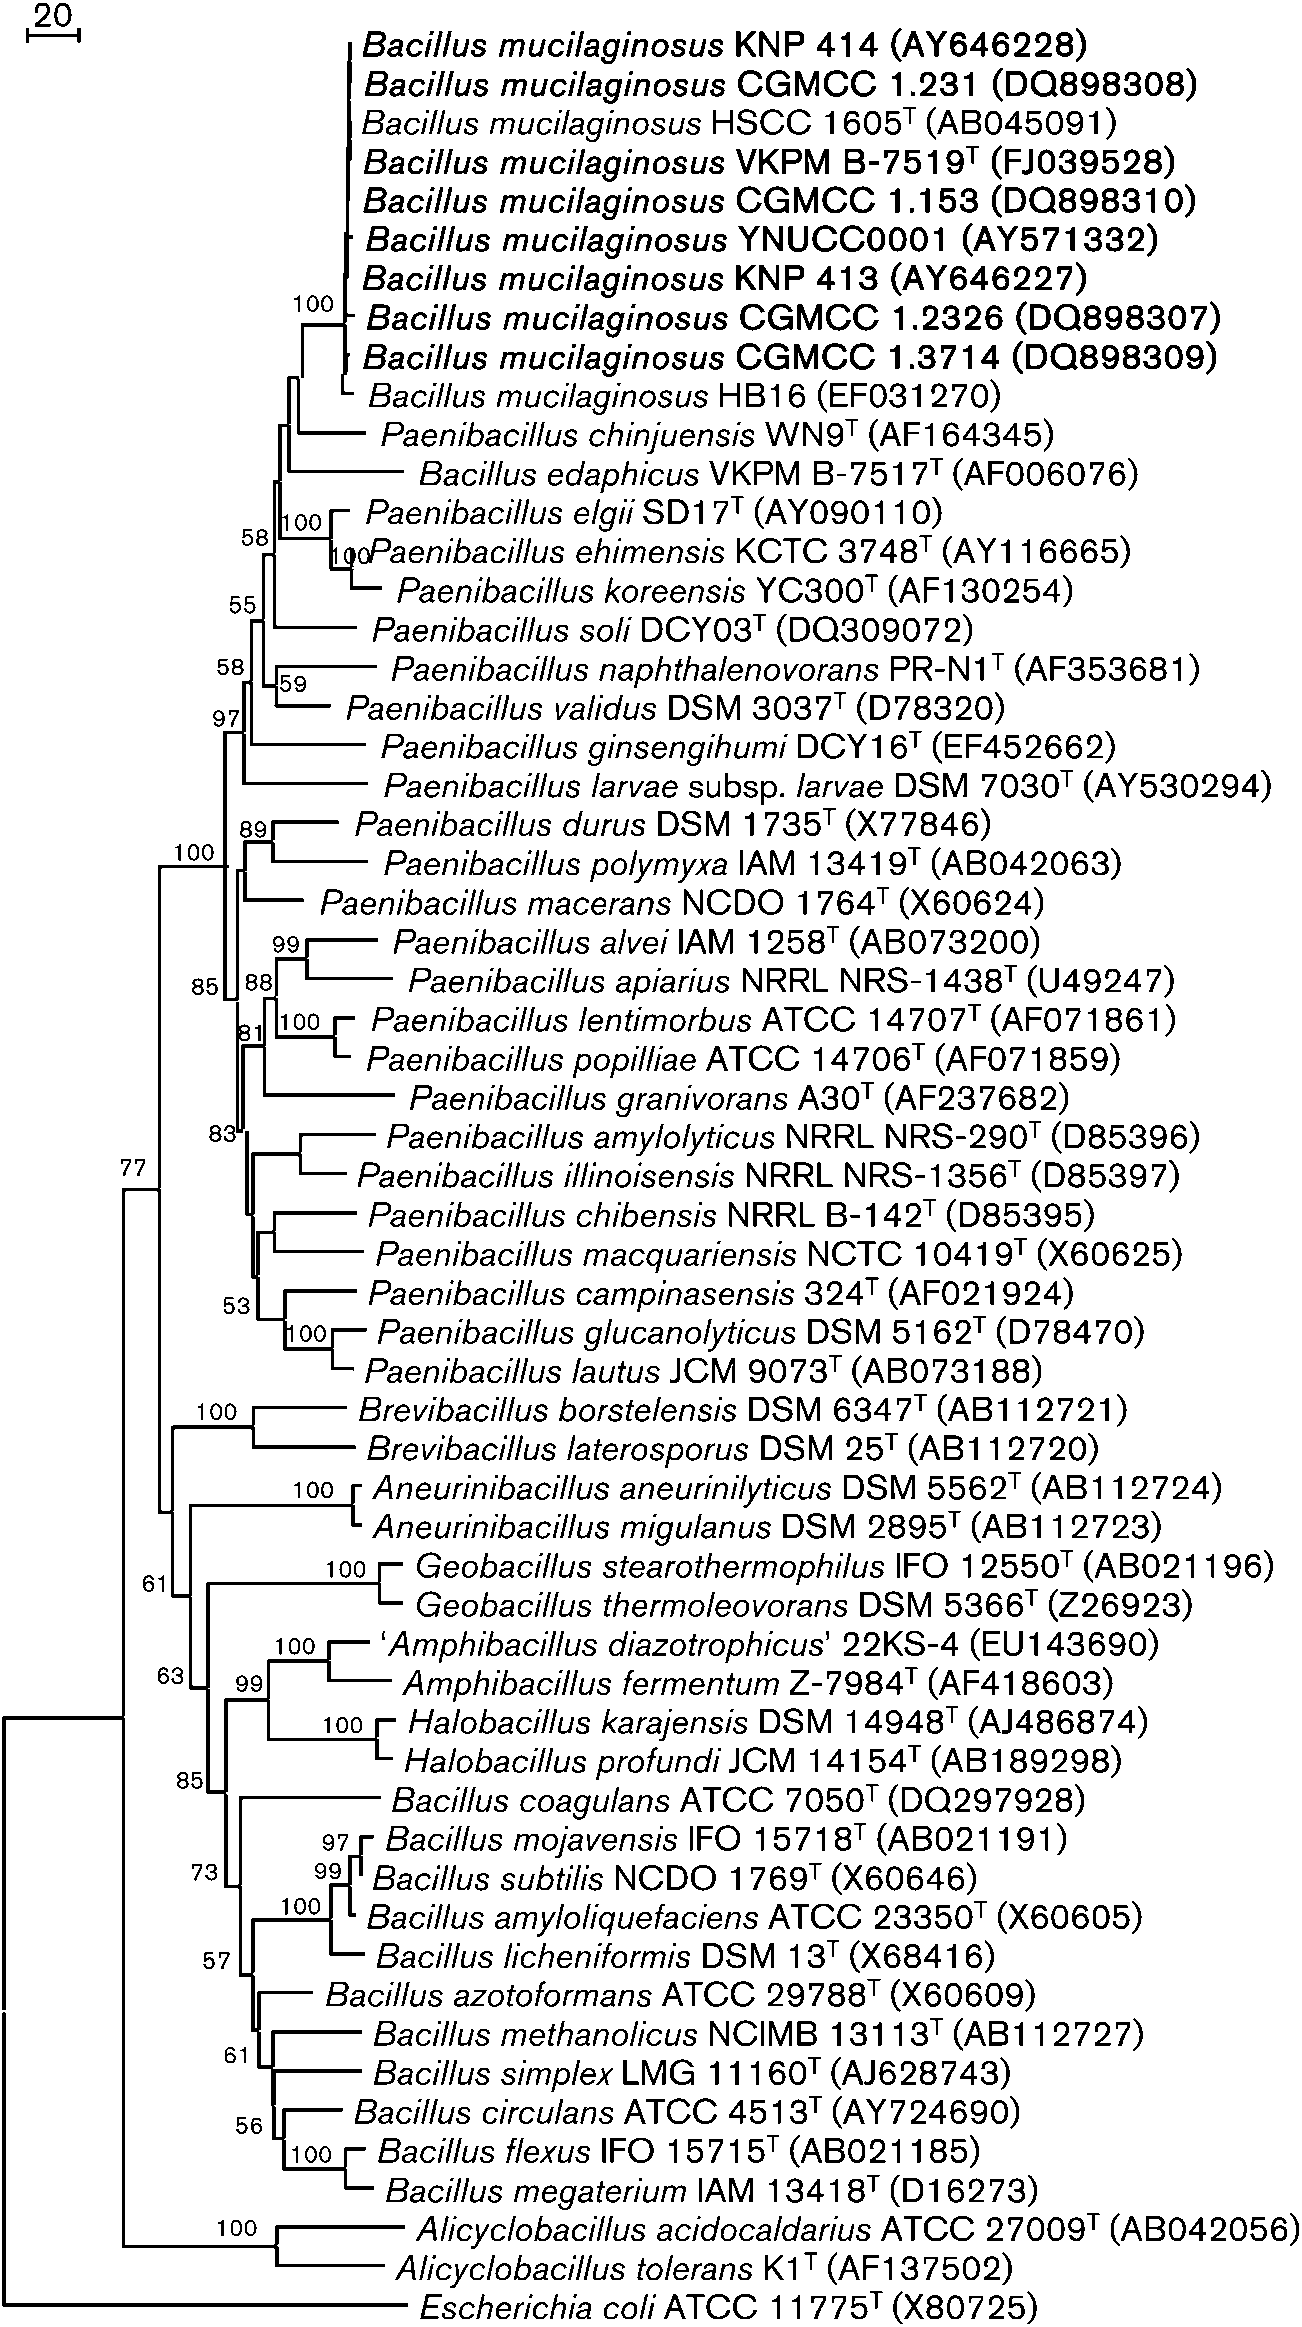 20
Bacillus mucilaginosus KNP 414 (AY646228)
Bacillus mucilaginosus CGMCC 1.231 (DQ898308)
Bacillus mucilaginosus HSCC 1605ᵀ (AB045091)
Bacillus mucilaginosus VKPM B-7519ᵀ (FJ039528)
Bacillus mucilaginosus CGMCC 1.153 (DQ898310)
Bacillus mucilaginosus YNUCC0001 (AY571332)
Bacillus mucilaginosus KNP 413 (AY646227)
100
Bacillus mucilaginosus CGMCC 1.2326 (DQ898307)
Bacillus mucilaginosus CGMCC 1.3714 (DQ898309)
Bacillus mucilaginosus HB16 (EF031270)
Paenibacillus chinjuensis WN9ᵀ (AF164345)
Bacillus edaphicus VKPM B-7517ᵀ (AF006076)
Paenibacillus elgii SD17ᵀ (AY090110)
100
58
100 Paenibacillus ehimensis KCTC 3748ᵀ (AY116665)
Paenibacillus koreensis YC300ᵀ (AF130254)
55
Paenibacillus soli DCY03ᵀ (DQ309072)
58
Paenibacillus naphthalenovorans PR-N1ᵀ (AF353681)
59
Paenibacillus validus DSM 3037ᵀ (D78320)
97
Paenibacillus ginsengihumi DCY16ᵀ (EF452662)
Paenibacillus larvae subsp. larvae DSM 7030ᵀ (AY530294)
89 Paenibacillus durus DSM 1735ᵀ (X77846)
100
Paenibacillus polymyxa IAM 13419ᵀ (AB042063)
Paenibacillus macerans NCDO 1764ᵀ (X60624)
99 Paenibacillus alvei IAM 1258ᵀ (AB073200)
85 88 Paenibacillus apiarius NRRL NRS-1438ᵀ (U49247)
100 Paenibacillus lentimorbus ATCC 14707ᵀ (AF071861)
81
Paenibacillus popilliae ATCC 14706ᵀ (AF071859)
Paenibacillus granivorans A30ᵀ (AF237682)
83 Paenibacillus amylolyticus NRRL NRS-290ᵀ (D85396)
77 Paenibacillus illinoisensis NRRL NRS-1356ᵀ (D85397)
Paenibacillus chibensis NRRL B-142ᵀ (D85395)
Paenibacillus macquariensis NCTC 10419ᵀ (X60625)
Paenibacillus campinasensis 324ᵀ (AF021924)
53
100 Paenibacillus glucanolyticus DSM 5162ᵀ (D78470)
Paenibacillus lautus JCM 9073ᵀ (AB073188)
100 Brevibacillus borstelensis DSM 6347ᵀ (AB112721)
Brevibacillus laterosporus DSM 25ᵀ (AB112720)
100 Aneurinibacillus aneurinilyticus DSM 5562ᵀ (AB112724)
Aneurinibacillus migulanus DSM 2895ᵀ (AB112723)
100 Geobacillus stearothermophilus IFO 12550ᵀ (AB021196)
61
Geobacillus thermoleovorans DSM 5366ᵀ (Z26923)
100 ‘Amphibacillus diazotrophicus’ 22KS-4 (EU143690)
63 99 Amphibacillus fermentum Z-7984ᵀ (AF418603)
100 Halobacillus karajensis DSM 14948ᵀ (AJ486874)
Halobacillus profundi JCM 14154ᵀ (AB189298)
85
Bacillus coagulans ATCC 7050ᵀ (DQ297928)
97 Bacillus mojavensis IFO 15718ᵀ (AB021191)
73 99 Bacillus subtilis NCDO 1769ᵀ (X60646)
100 Bacillus amyloliquefaciens ATCC 23350ᵀ (X60605)
57 Bacillus licheniformis DSM 13ᵀ (X68416)
Bacillus azotoformans ATCC 29788ᵀ (X60609)
Bacillus methanolicus NCIMB 13113ᵀ (AB112727)
61
Bacillus simplex LMG 11160ᵀ (AJ628743)
Bacillus circulans ATCC 4513ᵀ (AY724690)
56
100 Bacillus flexus IFO 15715ᵀ (AB021185)
Bacillus megaterium IAM 13418ᵀ (D16273)
100 Alicyclobacillus acidocaldarius ATCC 27009ᵀ (AB042056)
Alicyclobacillus tolerans K1ᵀ (AF137502)
Escherichia coli ATCC 11775ᵀ (X80725)